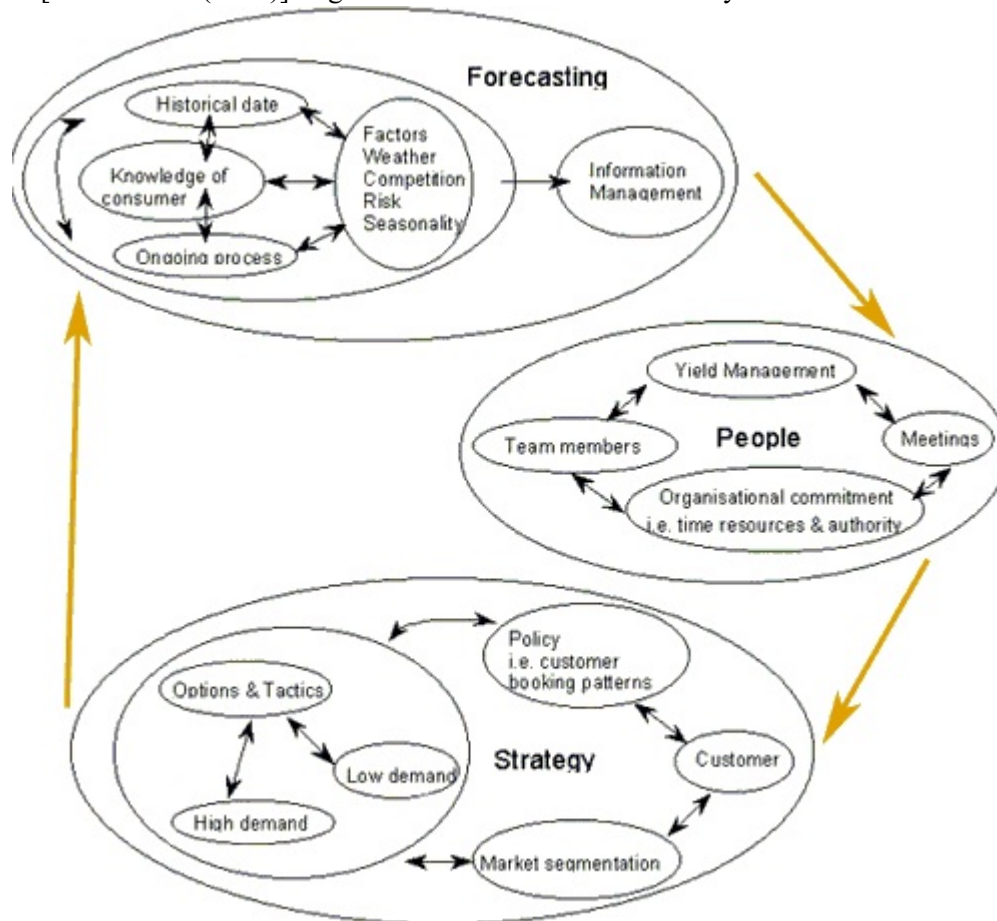 Forecasting
Historical date
Knowledge of
consumer
Ongoing process
Factors
Weather
Competition
Risk
Seasonality
Information
Management
Yield Management
Team members
People
Meetings
Organisational commitment
i.e. time resources & authority
Policy
i.e. customer
booking patterns
Options & Tactics
Low demand
High demand
Strategy
Customer
Market segmentation